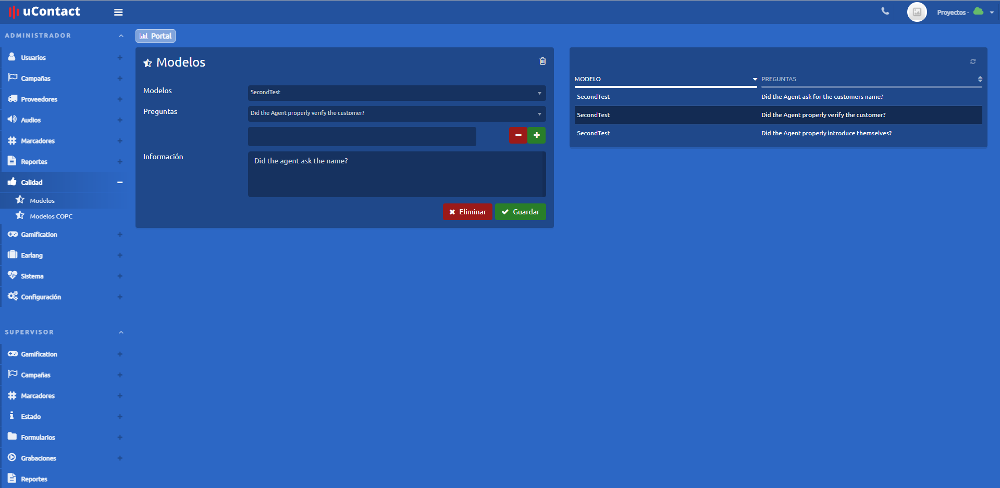 uContact
Proyectos -
ADMINISTRADOR
Usuarios
Campañas
Proveedores
Audios
Marcadores
Reportes
Calidad
Modelos
Modelos COPC
Gamification
Earlang
Sistema
Configuración
SUPERVISOR
Gamification
Campañas
Marcadores
Estado
Formularios
Grabaciones
Reportes
Portal
Modelos
Modelos
SecondTest
Preguntas
Did the Agent properly verify the customer?
Información
Did the agent ask the name?
Eliminar
Guardar
MODELO PREGUNTAS
SecondTest Did the Agent ask for the customers name?
SecondTest Did the Agent properly verify the customer?
SecondTest Did the Agent properly introduce themselves?